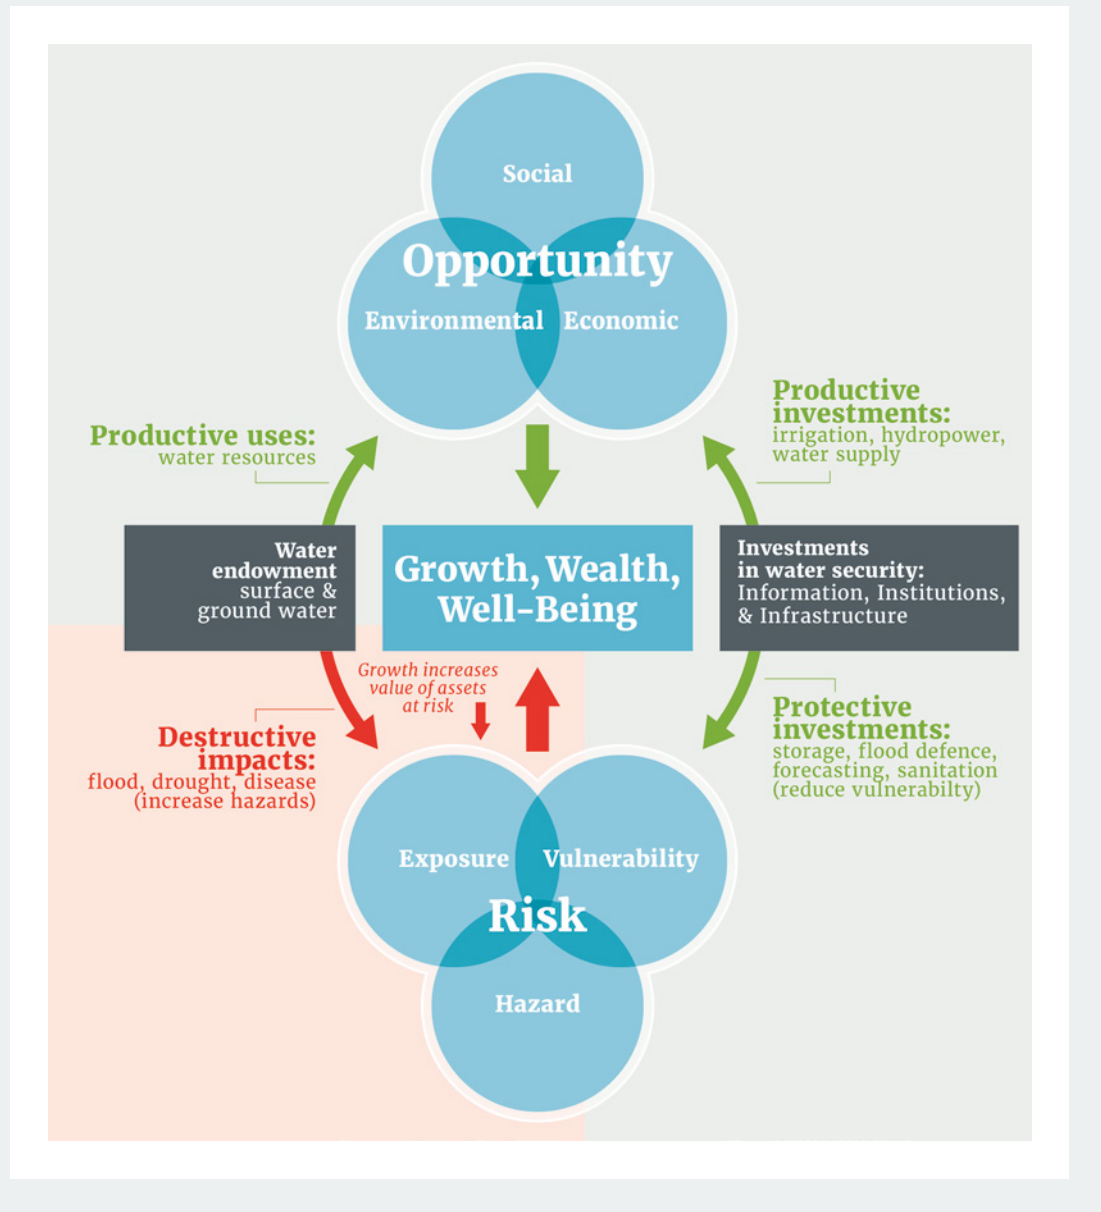 Social
Opportunity
Environmental
Economic
Productive uses:
water resources
Productive
investments:
irrigation, hydropower,
water supply
Water
endowment
surface &
ground water
Growth, Wealth,
Well-Being
Investments
in water security:
Information, Institutions,
& Infrastructure
Growth increases
value of assets
at risk
Destructive
impacts:
flood, drought, disease
(increase hazards)
Protective
investments:
storage, flood defence,
forecasting, sanitation
(reduce vulnerabilty)
Exposure
Vulnerability
Risk
Hazard